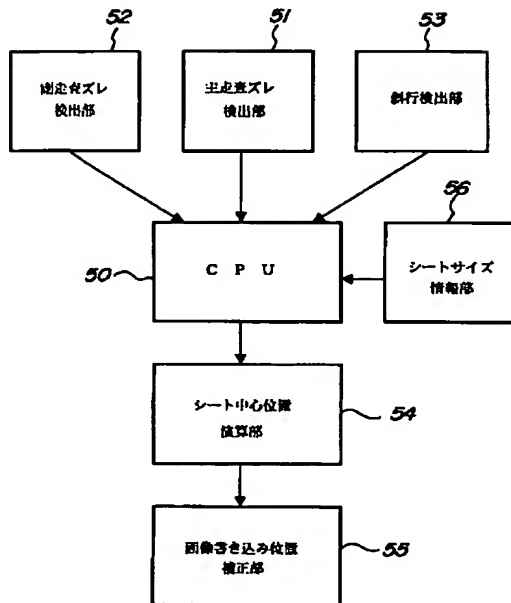 52
51
53
副走査ズレ
検出部
主走査ズレ
検出部
斜行検出部
56
50
C P U
シートサイズ
情報部
シート中心位置
演算部
54
画像書き込み位置
補正部
55